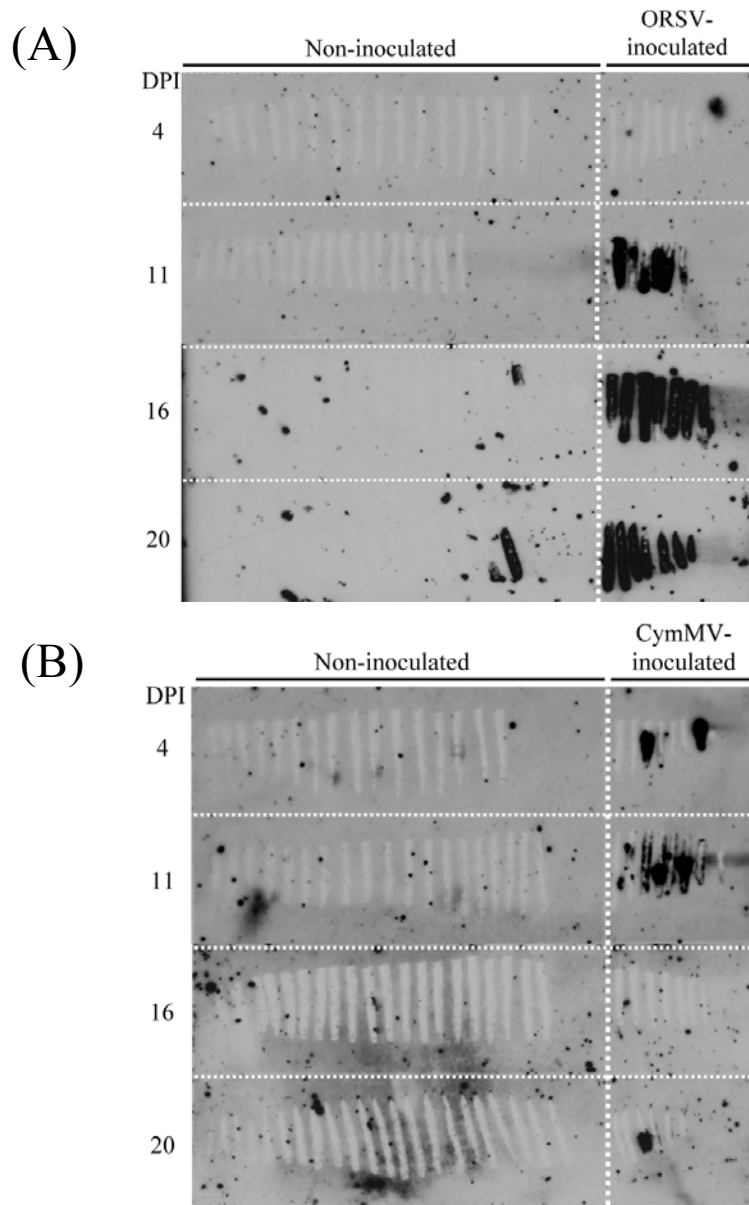 (A)
Non-inoculated
ORSV-
inoculated
DPI
4
11
16
20
(B)
Non-inoculated
CymMV-
inoculated
DPI
4
11
16
20